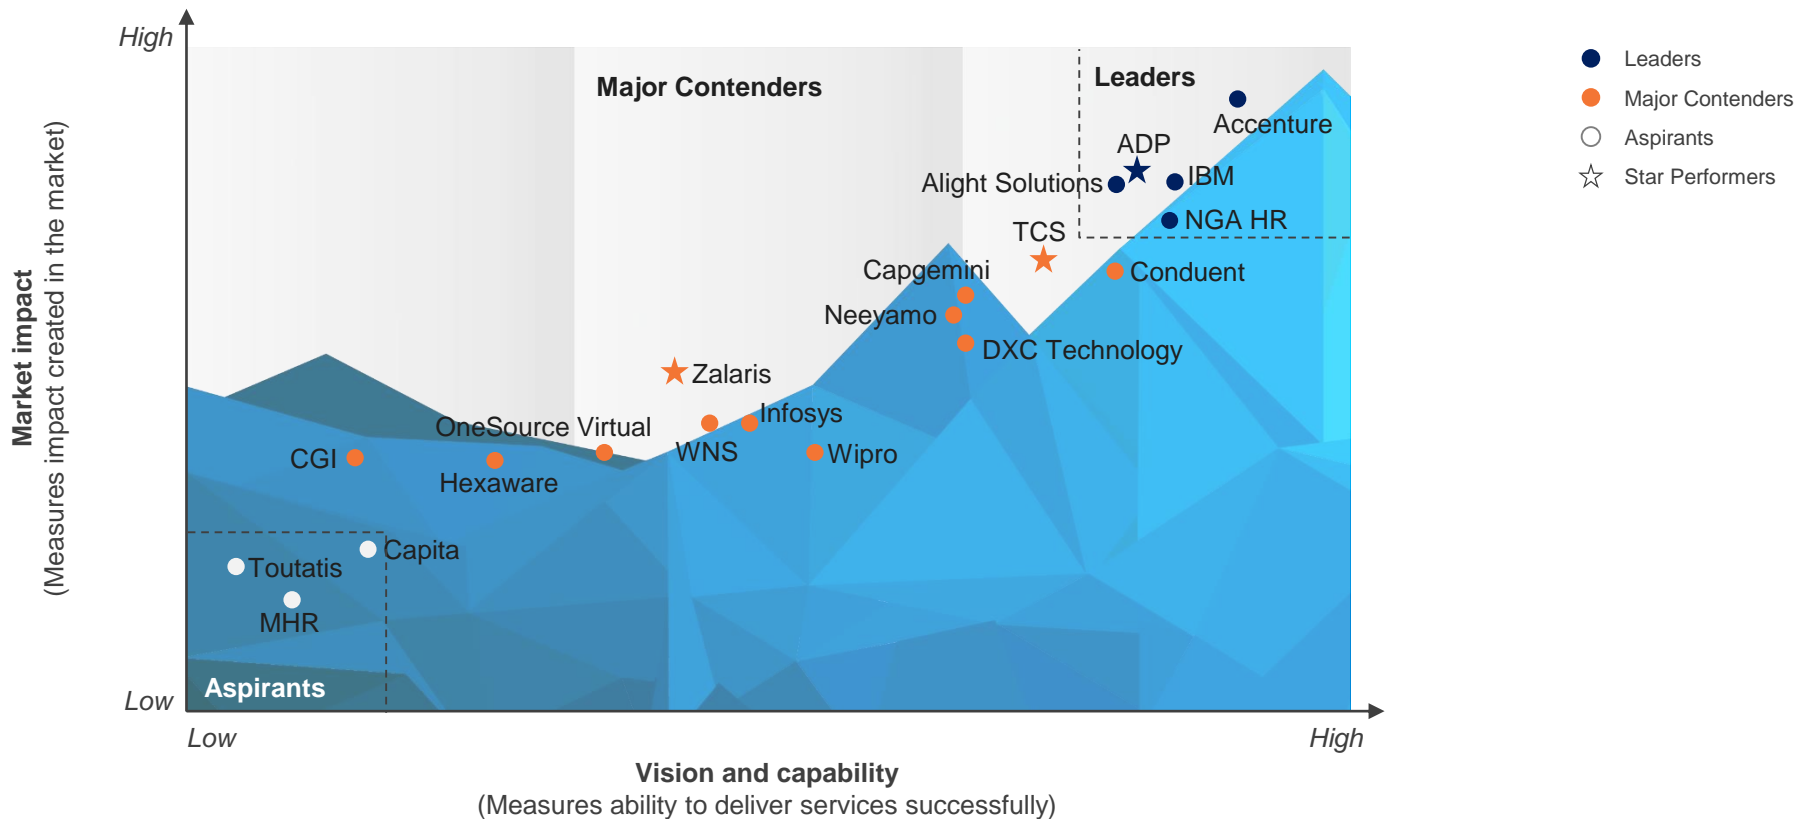 High
Market impact
(Measures impact created in the market)
Low
Major Contenders
Leaders
Accenture
ADP
Alight Solutions
IBM
NGA HR
TCS
Capgemini
Conduent
Neeyamo
DXC Technology
Zalaris
OneSource Virtual
Infosys
WNS
Wipro
CGI
Hexaware
Capita
Toutatis
MHR
Aspirants
Low
High
Vision and capability
(Measures ability to deliver services successfully)
Leaders
Major Contenders
Aspirants
Star Performers